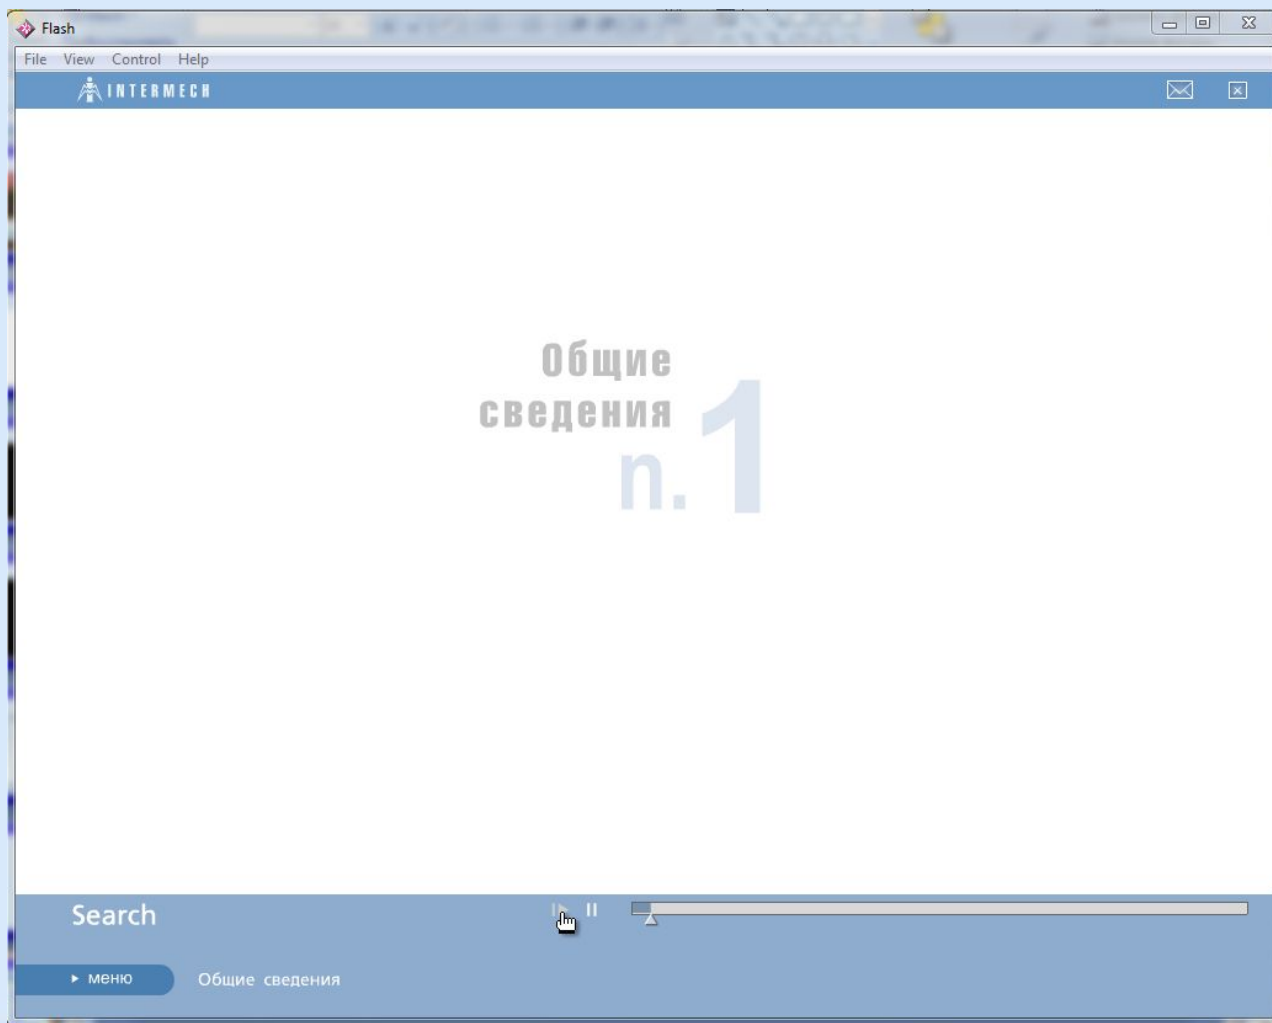 Flash
File View Control Help
INTERMECH
Общие
сведения
n.1
Search
меню Общие сведения